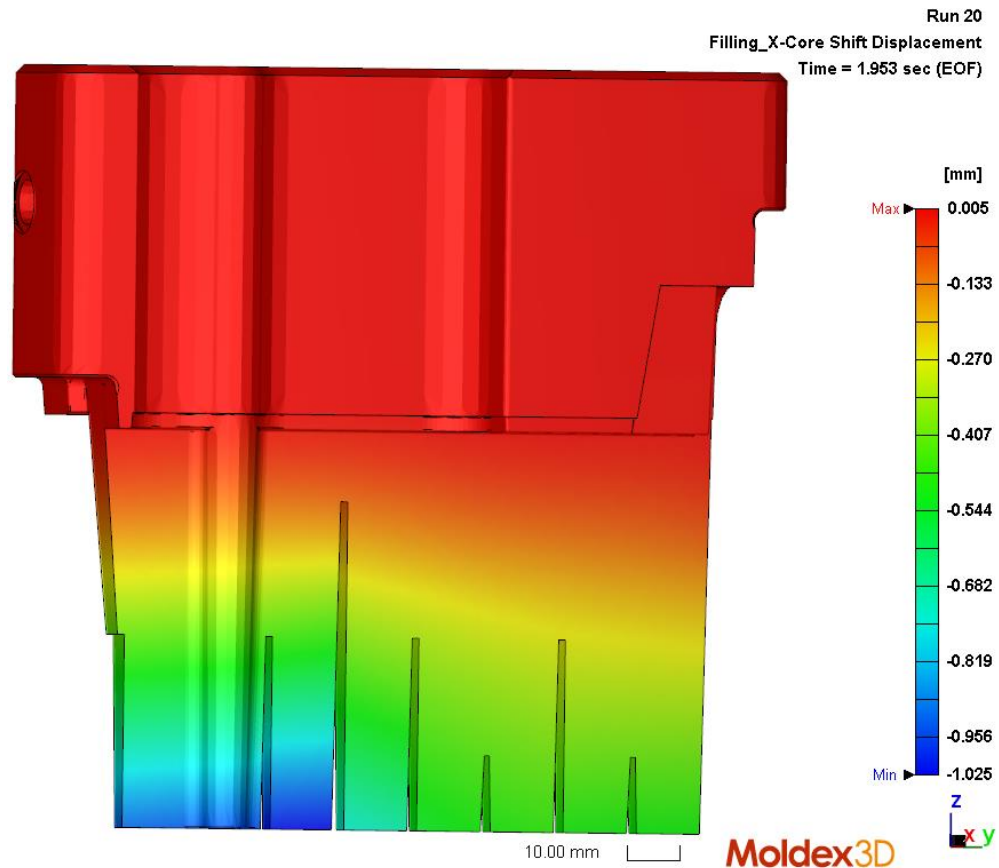 Run 20
Filling_X-Core Shift Displacement
Time = 1.953 sec (EOF)
[mm]
Max 0.005
-0.133
-0.270
-0.407
-0.544
-0.682
-0.819
-0.956
Min -1.025
z
x y
10.00 mm
Moldex3D